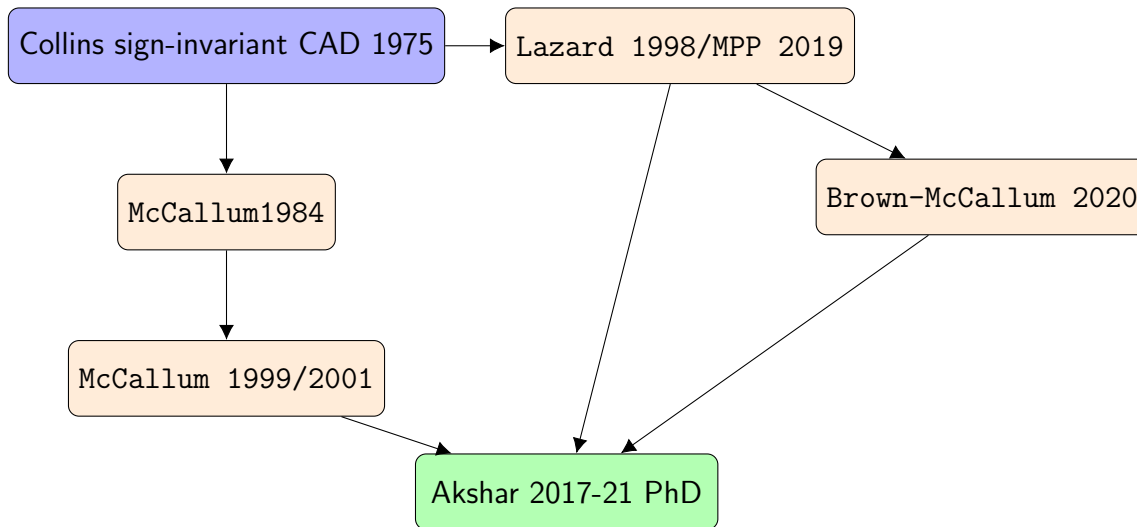 Collins sign-invariant CAD 1975
Lazard 1998/MPP 2019
McCallum1984
Brown-McCallum 2020
McCallum 1999/2001
Akshar 2017-21 PhD